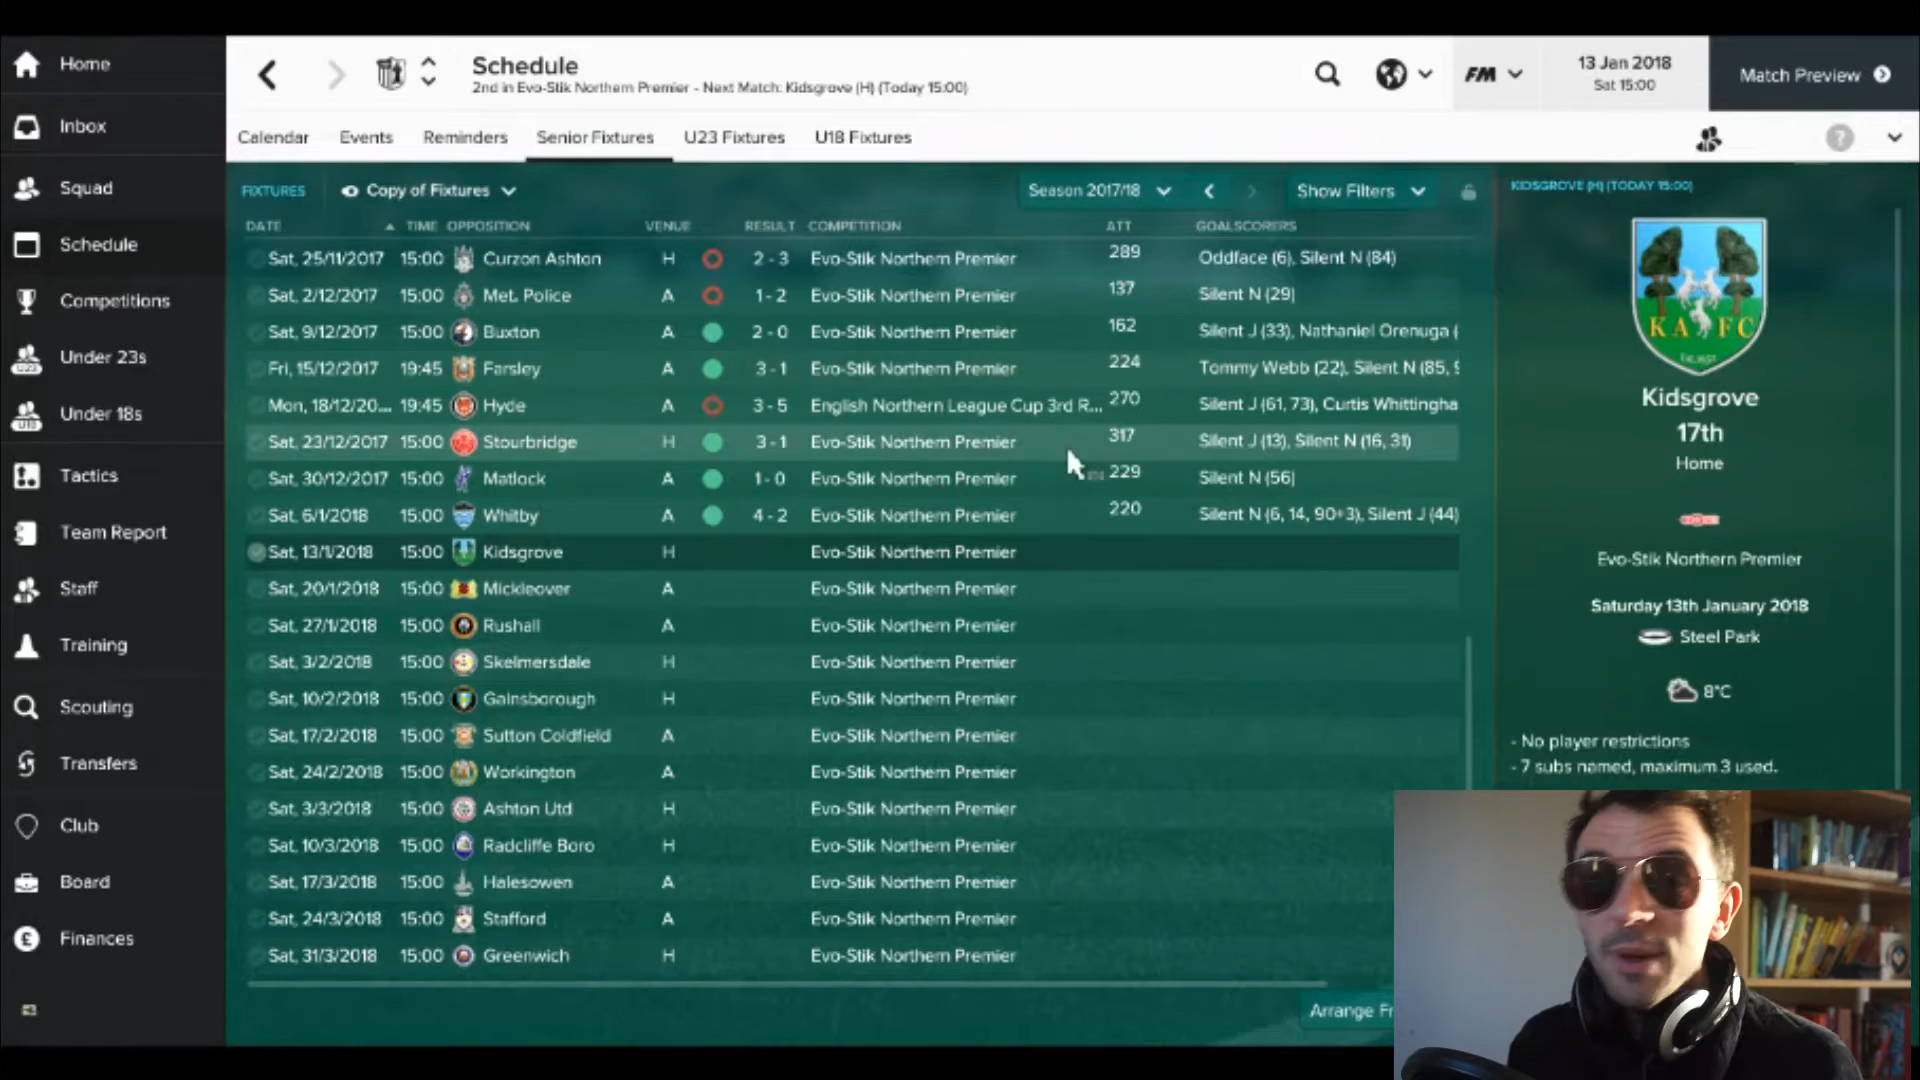 Home
Inbox
Squad
Schedule
Competitions
Under 23s
Under 18s
Tactics
Team Report
Staff
Training
Scouting
Transfers
Club
Board
Finances
Schedule
2nd in Evo-Stik Northern Premier - Next Match: Kidsgrove (H) (Today 15:00)
FM
13 Jan 2018
Sat 15:00
Match Preview
Calendar Events Reminders Senior Fixtures U23 Fixtures U18 Fixtures
FIXTURES Copy of Fixtures Season 2017/18 Show Filters
DATE TIME OPPOSITION VENUE RESULT COMPETITION ATT GOALSCORERS
Sat, 25/11/2017 15:00 Curzon Ashton H 2 - 3 Evo-Stik Northern Premier 289 Oddface (6), Silent N (84)
Sat, 2/12/2017 15:00 Met. Police A 1 - 2 Evo-Stik Northern Premier 137 Silent N (29)
Sat, 9/12/2017 15:00 Buxton A 2 - 0 Evo-Stik Northern Premier 162 Silent J (33), Nathaniel Orenuga (
Fri, 15/12/2017 19:45 Farsley A 3 - 1 Evo-Stik Northern Premier 224 Tommy Webb (22), Silent N (85, 9
Mon, 18/12/20... 19:45 Hyde A 3 - 5 English Northern League Cup 3rd R... 270 Silent J (61, 73), Curtis Whittingha
Sat, 23/12/2017 15:00 Stourbridge H 3 - 1 Evo-Stik Northern Premier 317 Silent J (13), Silent N (16, 31)
Sat, 30/12/2017 15:00 Matlock A 1 - 0 Evo-Stik Northern Premier 229 Silent N (56)
Sat, 6/1/2018 15:00 Whitby A 4 - 2 Evo-Stik Northern Premier 220 Silent N (6, 14, 90+3), Silent J (44)
Sat, 13/1/2018 15:00 Kidsgrove H Evo-Stik Northern Premier
Sat, 20/1/2018 15:00 Mickleover A Evo-Stik Northern Premier
Sat, 27/1/2018 15:00 Rushall A Evo-Stik Northern Premier
Sat, 3/2/2018 15:00 Skelmersdale H Evo-Stik Northern Premier
Sat, 10/2/2018 15:00 Gainsborough H Evo-Stik Northern Premier
Sat, 17/2/2018 15:00 Sutton Coldfield A Evo-Stik Northern Premier
Sat, 24/2/2018 15:00 Workington A Evo-Stik Northern Premier
Sat, 3/3/2018 15:00 Ashton Utd H Evo-Stik Northern Premier
Sat, 10/3/2018 15:00 Radcliffe Boro H Evo-Stik Northern Premier
Sat, 17/3/2018 15:00 Halesowen A Evo-Stik Northern Premier
Sat, 24/3/2018 15:00 Stafford A Evo-Stik Northern Premier
Sat, 31/3/2018 15:00 Greenwich H Evo-Stik Northern Premier
Arrange Fr
KIDSGROVE (H) (TODAY 15:00)
KAFC
Kidsgrove
17th
Home
Evo-Stik Northern Premier
Saturday 13th January 2018
Steel Park
8°C
- No player restrictions
- 7 subs named, maximum 3 used.